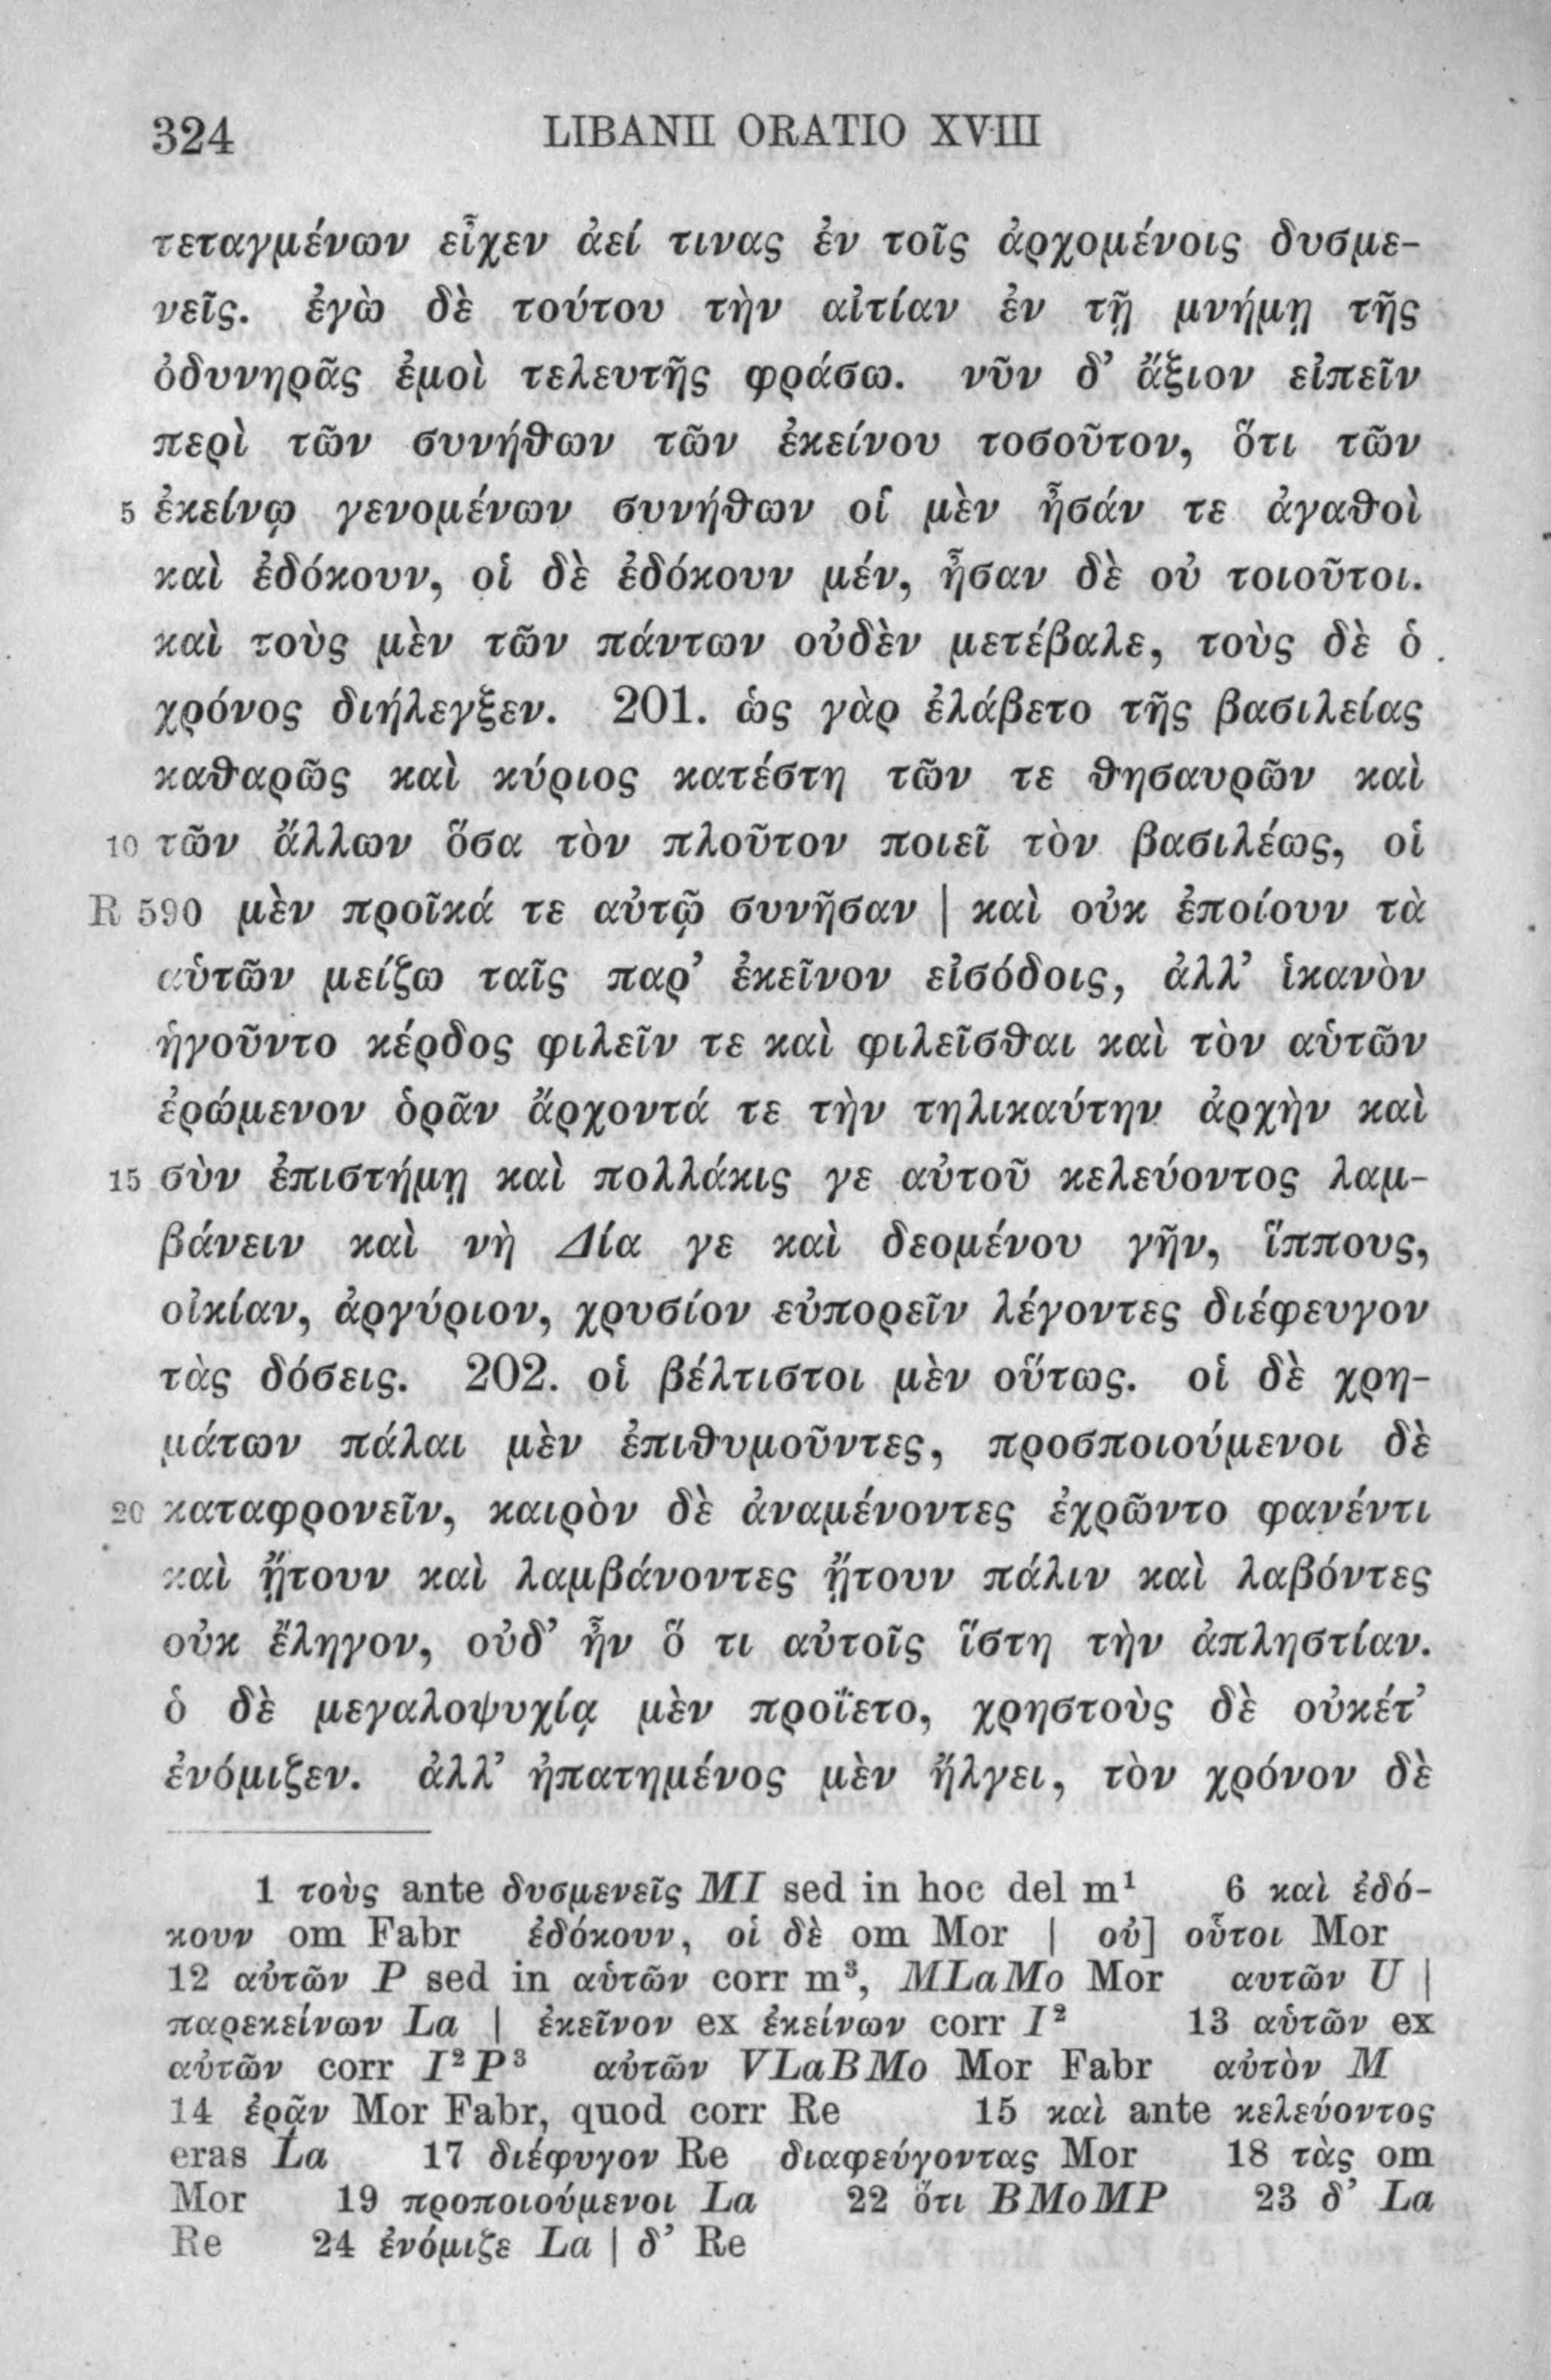 324 LIBANII ORATIO XVIII
τεταγμένων εἶχεν ἀεί τινας ἐν τοῖς ἀρχομένοις δυσμε-
νεῖς. ἐγὼ δὲ τούτου τὴν αἰτίαν ἐν τῇ μνήμῃ τῆς
ὀδυνηρᾶς ἐμοὶ τελευτῆς φράσω. νῦν δ’ ἄξιον εἰπεῖν
περὶ τῶν συνήθων τῶν ἐκείνου τοσοῦτον, ὅτι τῶν
5 ἐκείνῳ γενομένων συνήθων οἱ μὲν ἦσάν τε ἀγαθοὶ
καὶ ἐδόκουν, οἱ δὲ ἐδόκουν μέν, ἦσαν δὲ οὐ τοιοῦτοι.
καὶ τοὺς μὲν τῶν πάντων οὐδὲν μετέβαλε, τοὺς δὲ ὁ
χρόνος διήλεγξεν. 201. ὡς γὰρ ἐλάβετο τῆς βασιλείας
καθαρῶς καὶ κύριος κατέστη τῶν τε θησαυρῶν καὶ
10 τῶν ἄλλων ὅσα τὸν πλοῦτον ποιεῖ τὸν βασιλέως, οἱ
R 590 μὲν προῖκά τε αὐτῷ συνῆσαν | καὶ οὐκ ἐποίουν τὰ
αὑτῶν μείζω ταῖς παρ’ ἐκεῖνον εἰσόδοις, ἀλλ’ ἱκανὸν
ἡγοῦντο κέρδος φιλεῖν τε καὶ φιλεῖσθαι καὶ τὸν αὑτῶν
ἐρώμενον ὁρᾶν ἄρχοντά τε τὴν τηλικαύτην ἀρχὴν καὶ
15 σὺν ἐπιστήμῃ καὶ πολλάκις γε αὐτοῦ κελεύοντος λαμ-
βάνειν καὶ νὴ Δία γε καὶ δεομένου γῆν, ἵππους,
οἰκίαν, ἀργύριον, χρυσίον εὐπορεῖν λέγοντες διέφευγον
τὰς δόσεις. 202. οἱ βέλτιστοι μὲν οὕτως. οἱ δὲ χρη-
μάτων πάλαι μὲν ἐπιθυμοῦντες, προσποιούμενοι δὲ
20 καταφρονεῖν, καιρὸν δὲ ἀναμένοντες ἐχρῶντο φανέντι
καὶ ᾔτουν καὶ λαμβάνοντες ᾔτουν πάλιν καὶ λαβόντες
οὐκ ἔληγον, οὐδ’ ἦν ὅ τι αὐτοῖς ἵστη τὴν ἀπληστίαν.
ὁ δὲ μεγαλοψυχίᾳ μὲν προΐετο, χρηστοὺς δὲ οὐκέτ’
ἐνόμιζεν. ἀλλ’ ἠπατημένος μὲν ἤλγει, τὸν χρόνον δὲ
1 τοὺς ante δυσμενεῖς MI sed in hoc del m¹ 6 καὶ ἐδό-
κουν om Fabr ἐδόκουν, οἱ δὲ om Mor | οὐ] οὗτοι Mor
12 αὐτῶν P sed in αὑτῶν corr m³, MLaMo Mor αυτῶν U |
παρεκείνων La | ἐκεῖνον ex ἐκείνων corr I² 13 αὑτῶν ex
αὐτῶν corr I²P³ αὐτῶν VLaBMo Mor Fabr αὐτὸν M
14 ἐρᾷν Mor Fabr, quod corr Re 15 καὶ ante κελεύοντος
eras La 17 διέφυγον Re διαφεύγοντας Mor 18 τὰς om
Mor 19 προποιούμενοι La 22 ὅτι BMoMP 23 δ’ La
Re 24 ἐνόμιζε La | δ’ Re